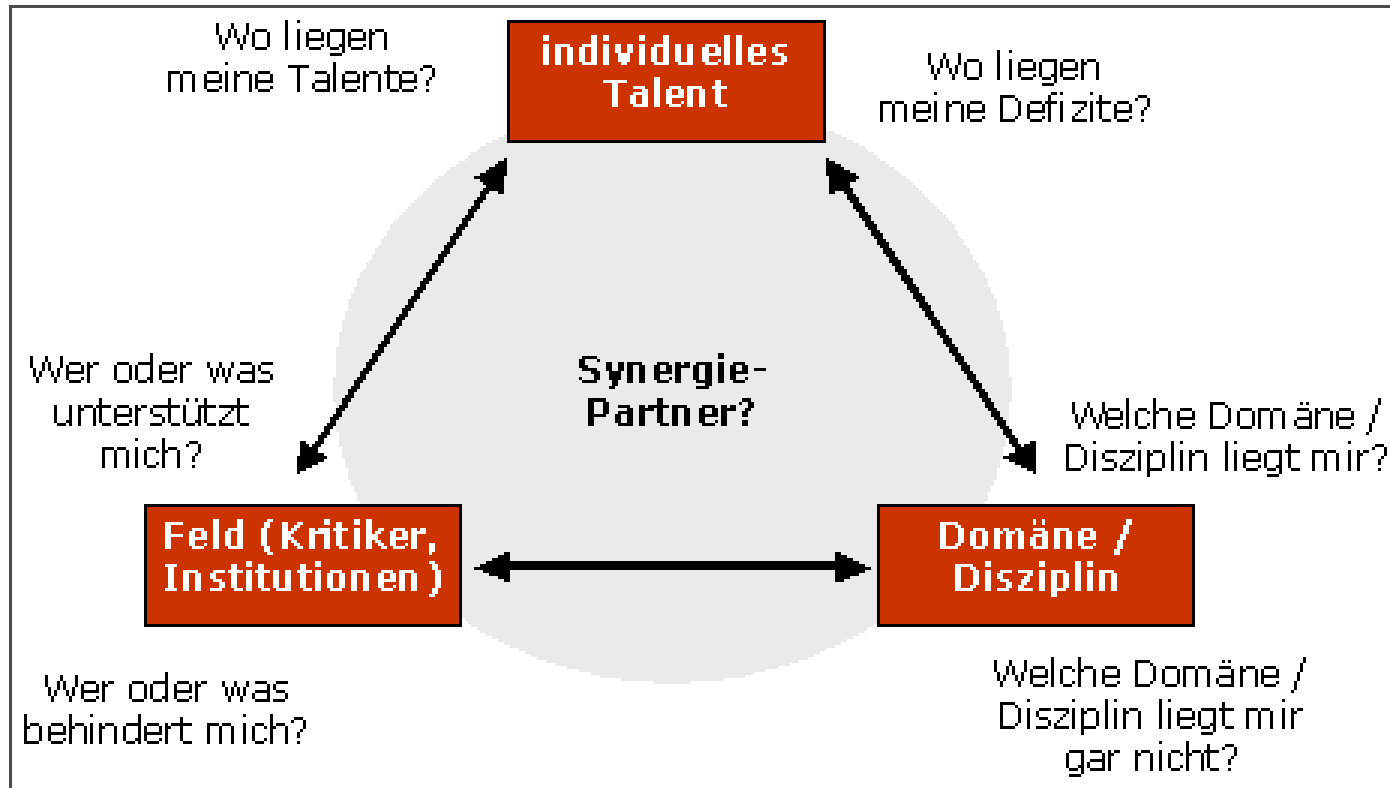 Wo liegen
meine Talente?
individuelles
Talent
Wo liegen
meine Defizite?
Wer oder was
unterstützt
mich?
Synergie-
Partner?
Welche Domäne /
Disziplin liegt mir?
Feld (Kritiker,
Institutionen)
Domäne /
Disziplin
Wer oder was
behindert mich?
Welche Domäne /
Disziplin liegt mir
gar nicht?